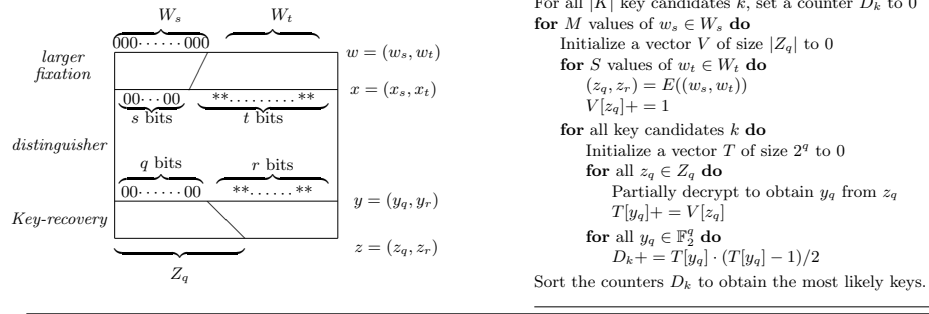 W_s W_t
000······000
larger
fixation
w = (w_s, w_t)
x = (x_s, x_t)
00···00 **.........**
s bits t bits
distinguisher
q bits r bits
00······00 **.......**
y = (y_q, y_r)
Key-recovery
z = (z_q, z_r)
Z_q
For all |K| key candidates k, set a counter D_k to 0
for M values of w_s ∈ W_s do
Initialize a vector V of size |Z_q| to 0
for S values of w_t ∈ W_t do
(z_q, z_r) = E((w_s, w_t))
V[z_q]+ = 1
for all key candidates k do
Initialize a vector T of size 2^q to 0
for all z_q ∈ Z_q do
Partially decrypt to obtain y_q from z_q
T[y_q]+ = V[z_q]
for all y_q ∈ 𝔽_2^q do
D_k+ = T[y_q] · (T[y_q] − 1)/2
Sort the counters D_k to obtain the most likely keys.